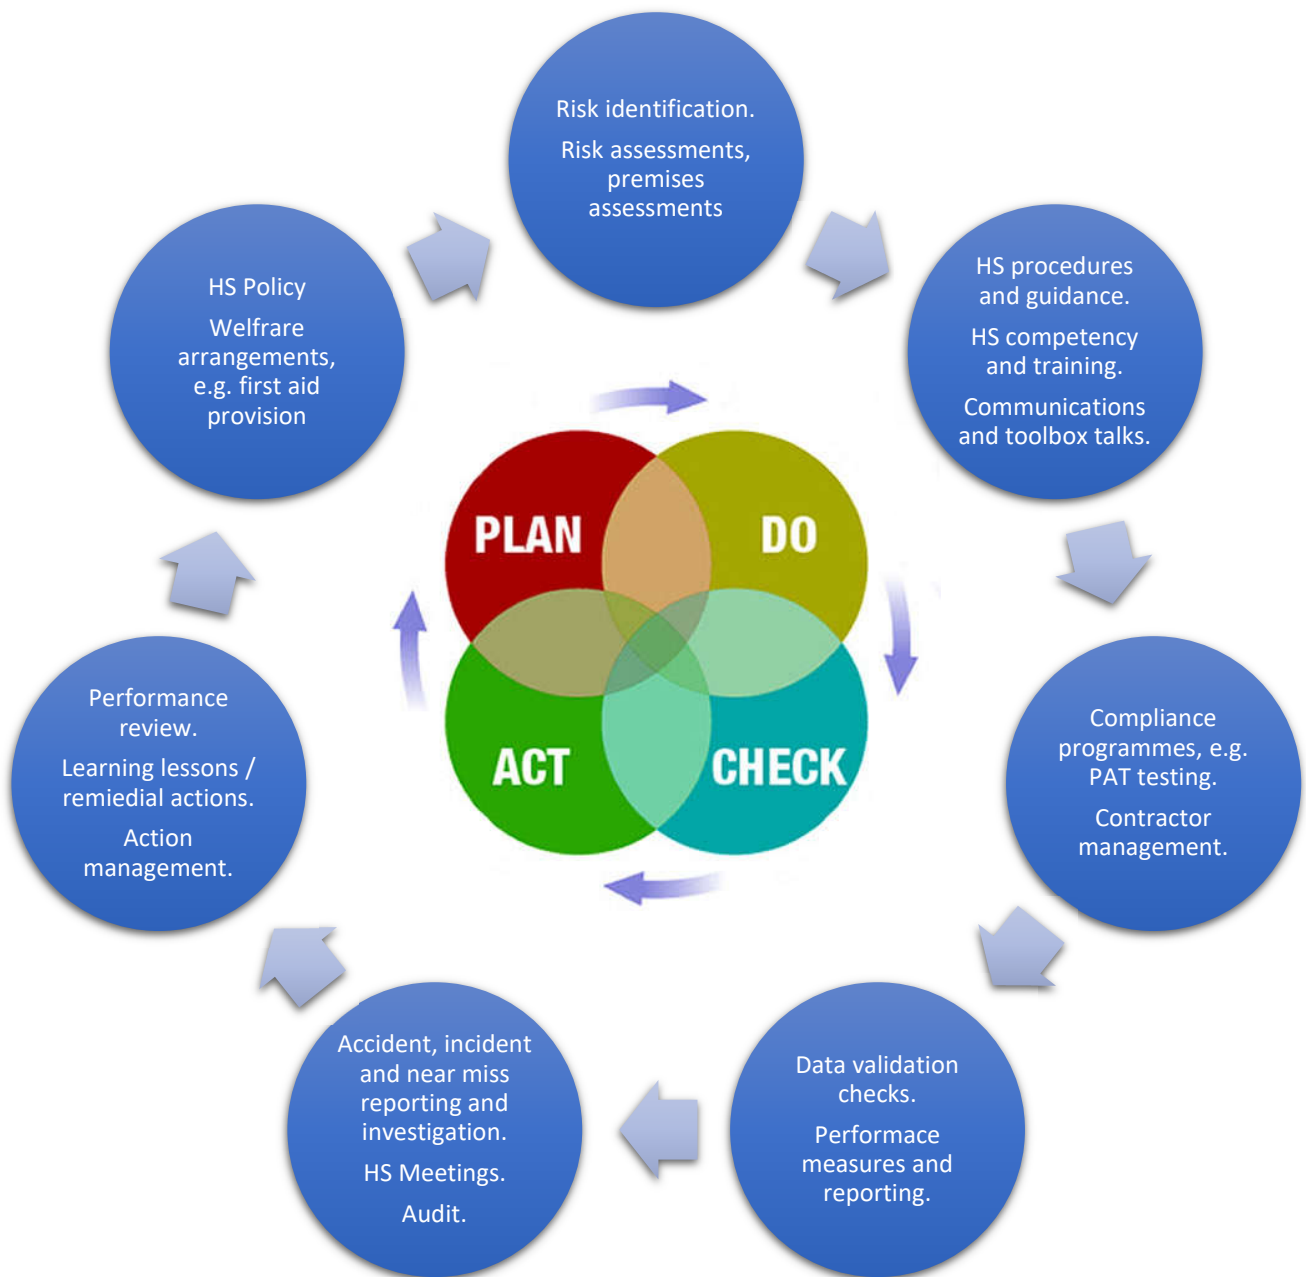 Risk identification.
Risk assessments,
premises
assessments
HS procedures
and guidance.
HS competency
and training.
Communications
and toolbox talks.
Compliance
programmes, e.g.
PAT testing.
Contractor
management.
Data validation
checks.
Performace
measures and
reporting.
Accident, incident
and near miss
reporting and
investigation.
HS Meetings.
Audit.
Performance
review.
Learning lessons /
remiedial actions.
Action
management.
HS Policy
Welfrare
arrangements,
e.g. first aid
provision
PLAN
DO
CHECK
ACT